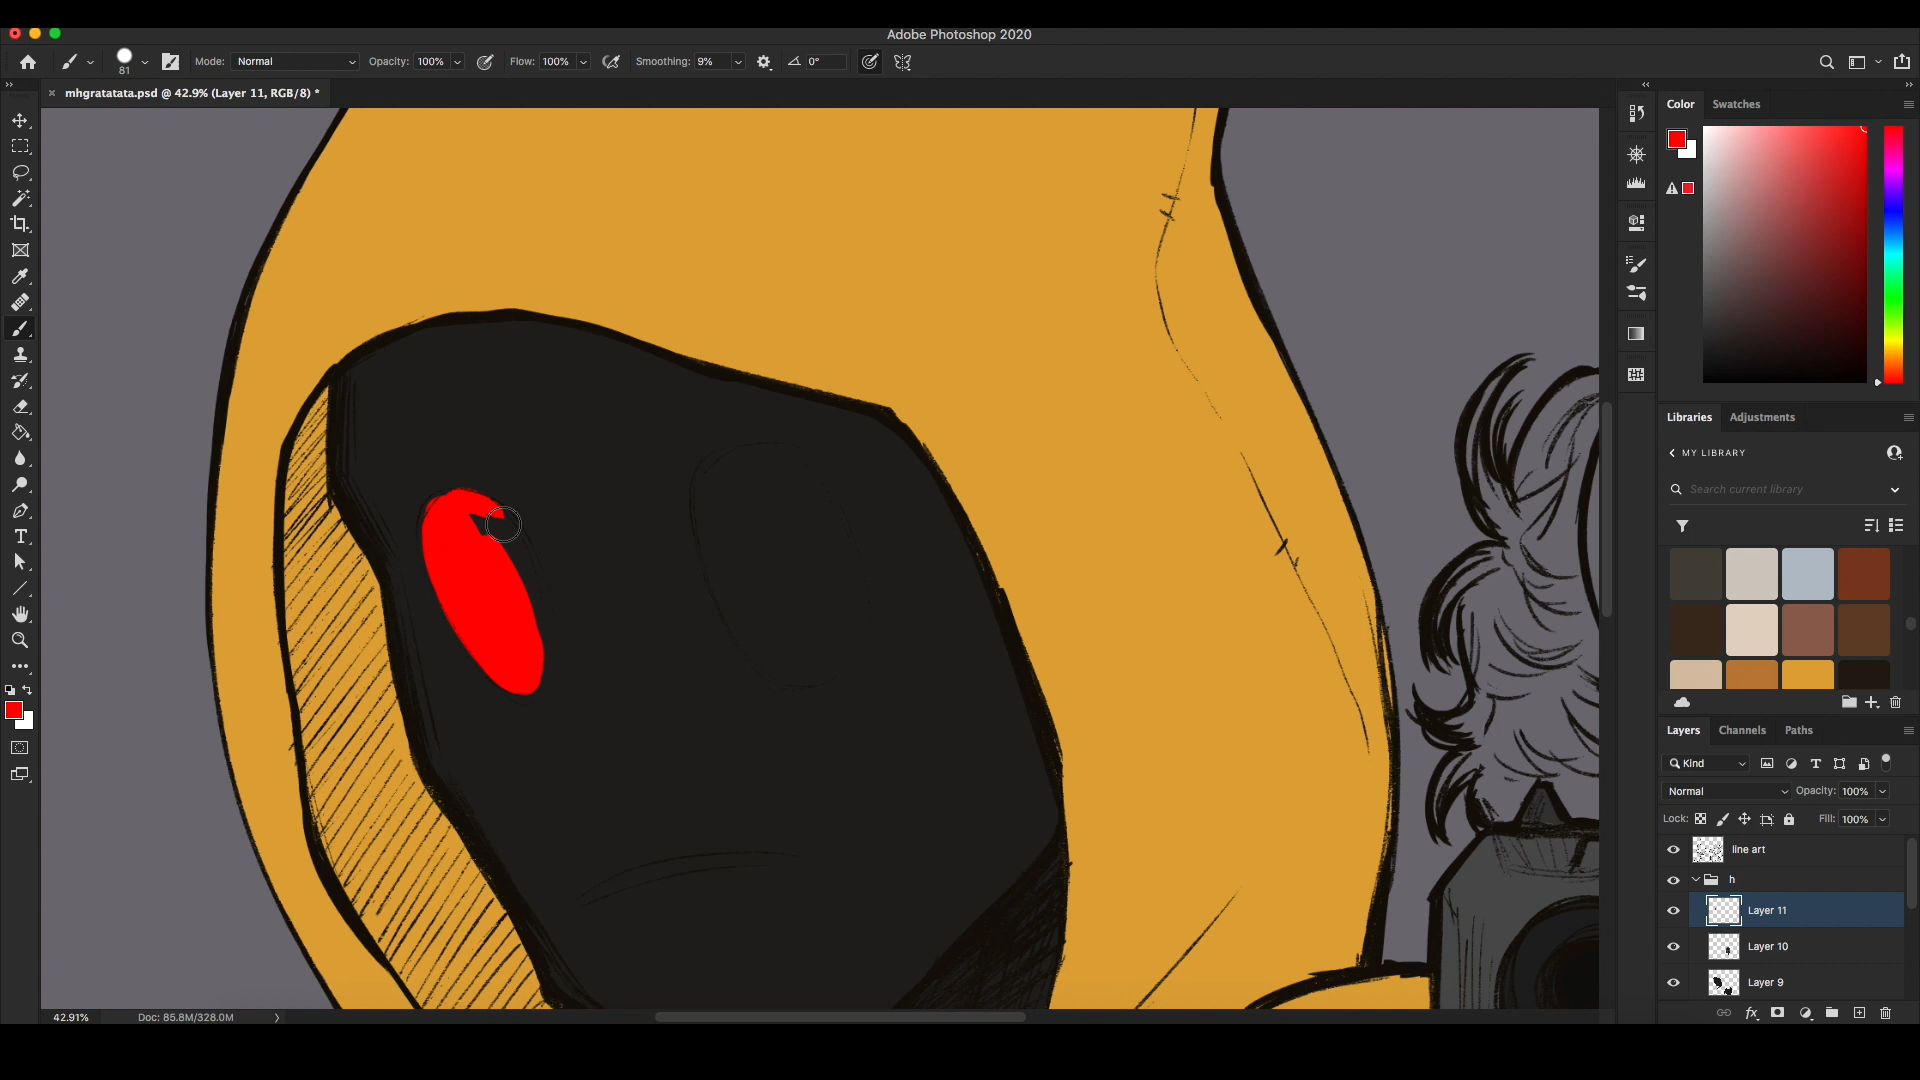 Adobe Photoshop 2020
81
Mode: Normal Opacity: 100% Flow: 100% Smoothing: 9% 0°
mhgratatata.psd @ 42.9% (Layer 11, RGB/8) *
Color Swatches
Libraries Adjustments
MY LIBRARY
Search current library
Layers Channels Paths
Kind
Normal Opacity: 100%
Lock: Fill: 100%
line art
h
Layer 11
Layer 10
Layer 9
42.91% Doc: 85.8M/328.0M